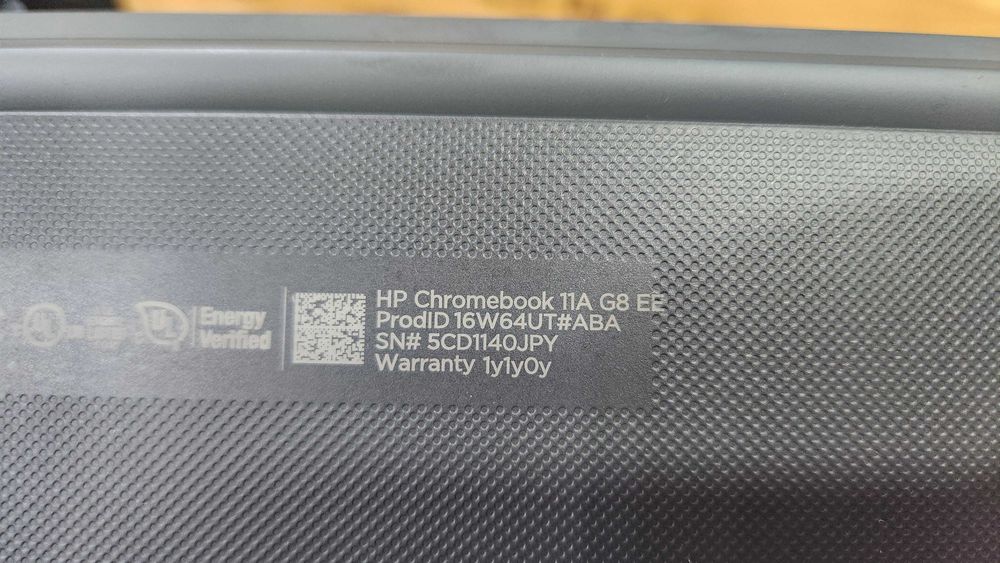 Energy
Verified
HP Chromebook 11A G8 EE
ProdID 16W64UT#ABA
SN# 5CD1140JPY
Warranty 1y1y0y